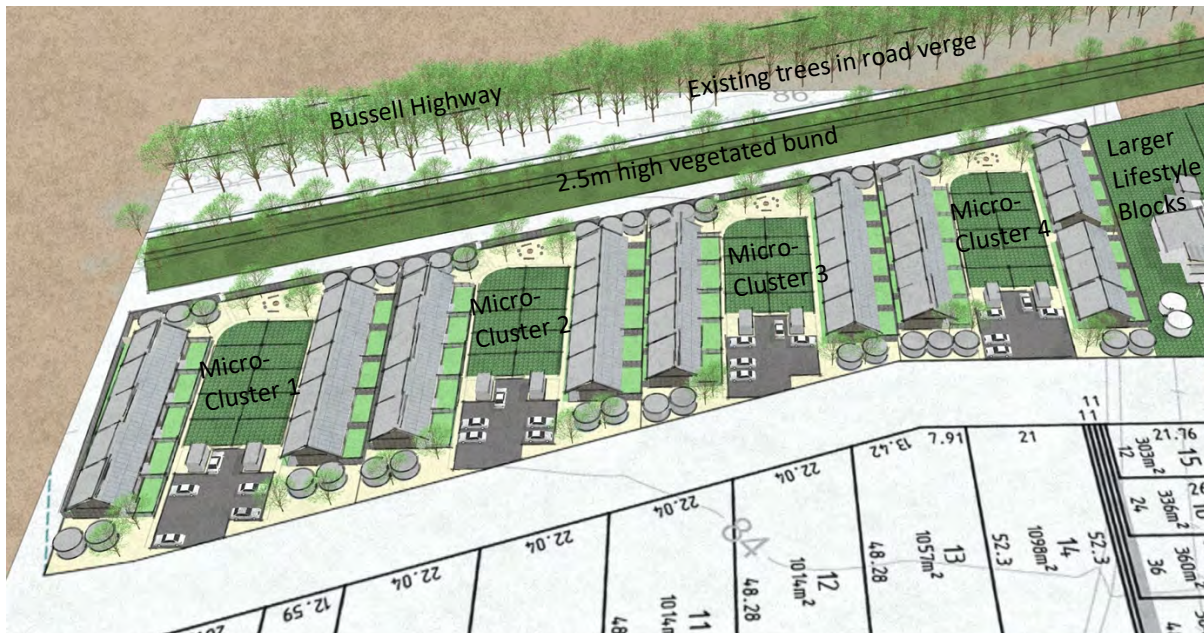 Bussell Highway
Existing trees in road verge
86
2.5m high vegetated bund
Larger
Lifestyle
Blocks
Micro-
Cluster 1
Micro-
Cluster 2
Micro-
Cluster 3
Micro-
Cluster 4
11
11
12.59
22.04
22.04
22.04
22.04
13.42
7.91
21
21.76
84
11
1014m²
48.28
12
1014m²
48.28
13
1057m²
52.3
14
1098m²
52.3
15
303m²
12
336m²
24
360m²
36